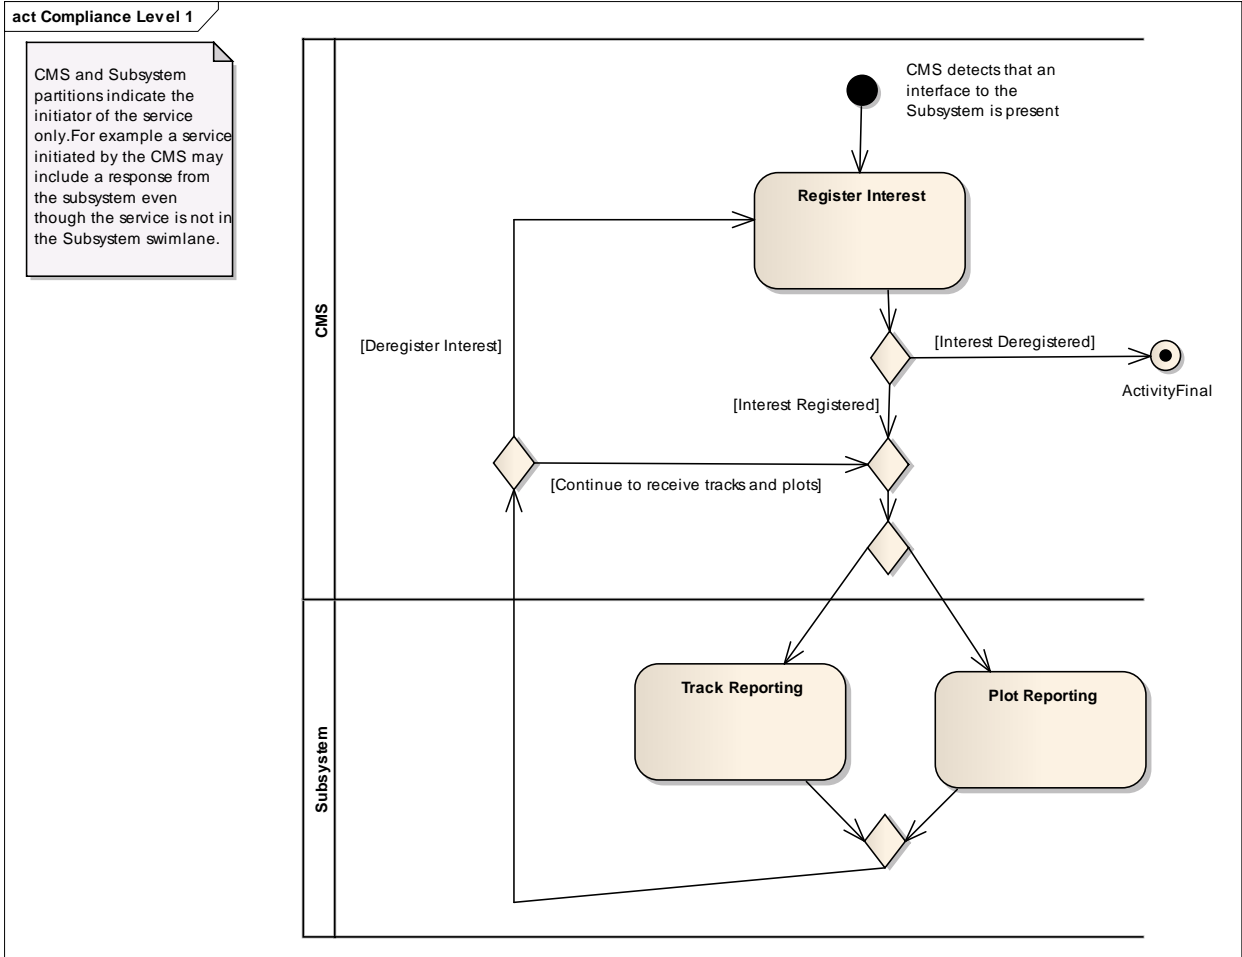 act Compliance Level 1
CMS and Subsystem
partitions indicate the
initiator of the service
only.For example a service
initiated by the CMS may
include a response from
the subsystem even
though the service is not in
the Subsystem swimlane.
CMS detects that an
interface to the
Subsystem is present
Register Interest
CMS
[Deregister Interest]
[Interest Deregistered]
ActivityFinal
[Interest Registered]
[Continue to receive tracks and plots]
Subsystem
Track Reporting
Plot Reporting